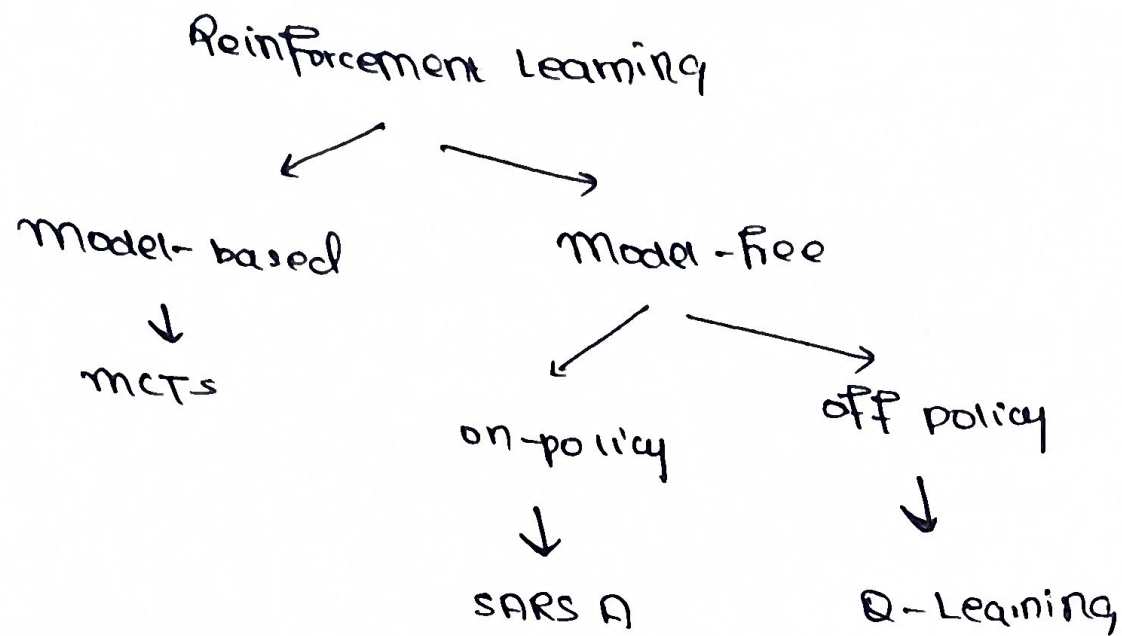 Reinforcement Learning
Model-based
Model-free
MCTS
on-policy
off policy
SARSA
Q-Learning